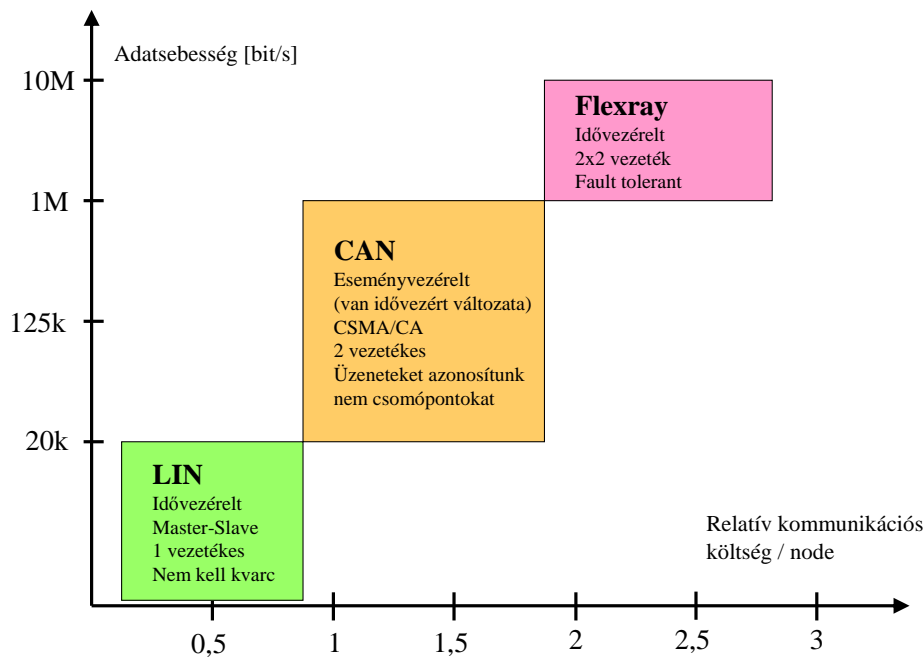 Adatsebesség [bit/s]
10M
1M
125k
20k
Flexray
Idővezérelt
2x2 vezeték
Fault tolerant
CAN
Eseményvezérelt
(van idővezért változata)
CSMA/CA
2 vezetékes
Üzeneteket azonosítunk
nem csomópontokat
LIN
Idővezérelt
Master-Slave
1 vezetékes
Nem kell kvarc
Relatív kommunikációs
költség / node
0,5
1
1,5
2
2,5
3